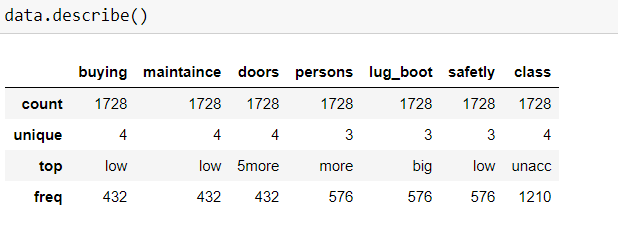 data.describe()
buying maintaince doors persons lug_boot safetly class
count 1728 1728 1728 1728 1728 1728 1728
unique 4 4 4 3 3 3 4
top low low 5more more big low unacc
freq 432 432 432 576 576 576 1210